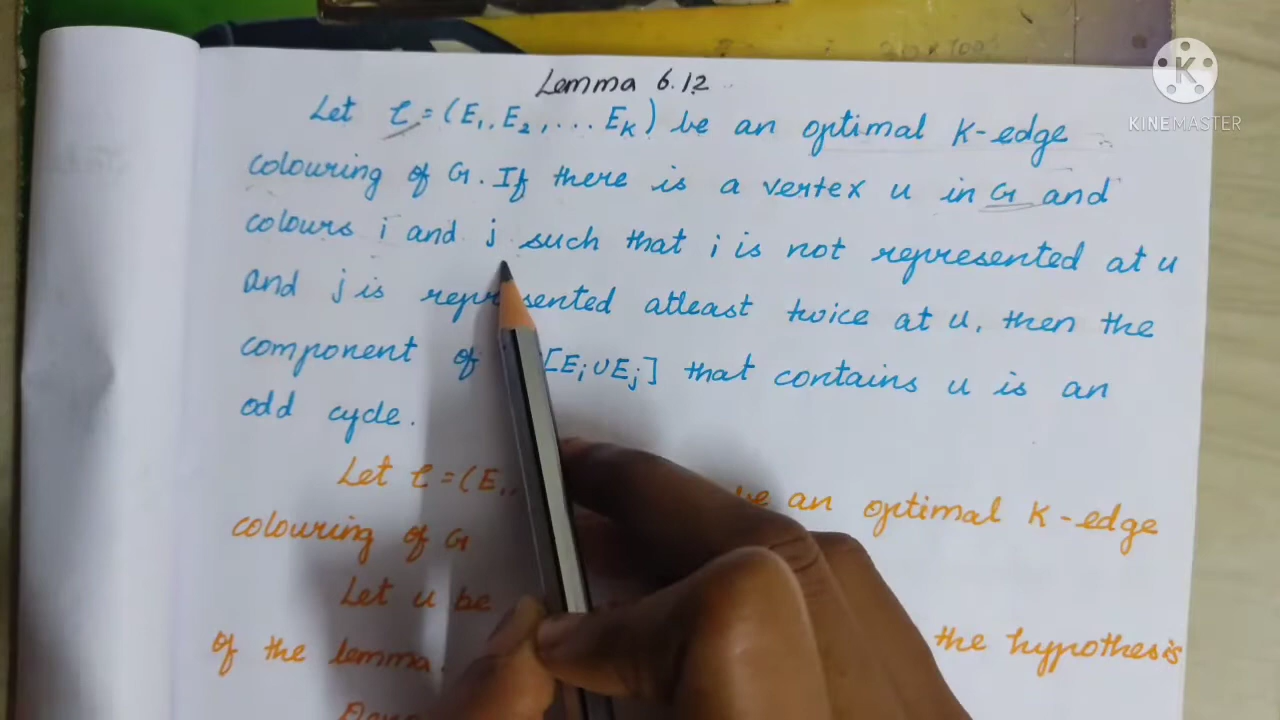 Lemma 6.12
Let C = (E1, E2, ... EK) be an optimal K-edge
colouring of G. If there is a vertex u in G and
colours i and j such that i is not represented at u
and j is represented atleast twice at u, then the
component of [Ei ∪ Ej] that contains u is an
odd cycle.
Let C = (E1, be an optimal K-edge
colouring of G
Let u be
of the lemma. the hypothesis
K
KINEMASTER